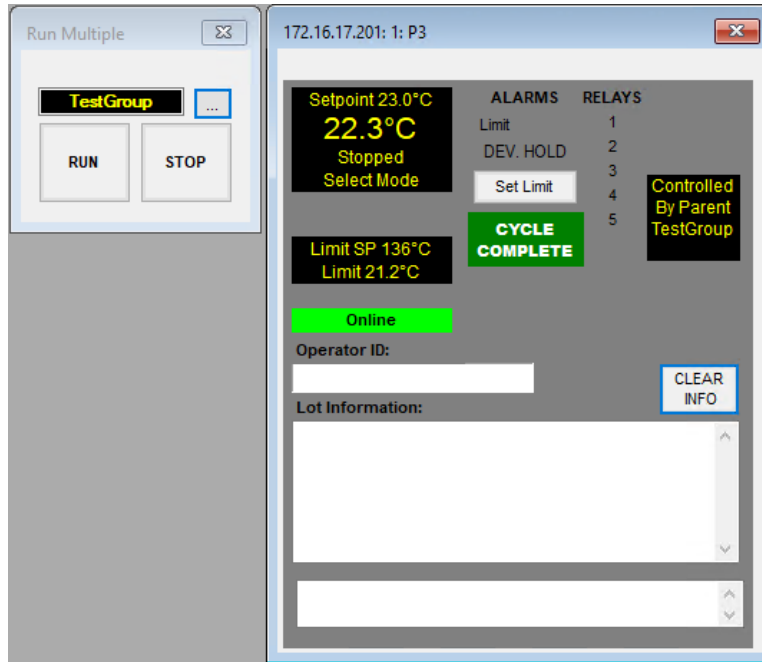 Run Multiple
TestGroup
...
RUN
STOP
172.16.17.201: 1: P3
Setpoint 23.0°C
22.3°C
Stopped
Select Mode
ALARMS
Limit
DEV. HOLD
Set Limit
RELAYS
1
2
3
4
5
Controlled
By Parent
TestGroup
CYCLE
COMPLETE
Limit SP 136°C
Limit 21.2°C
Online
Operator ID:
CLEAR
INFO
Lot Information: